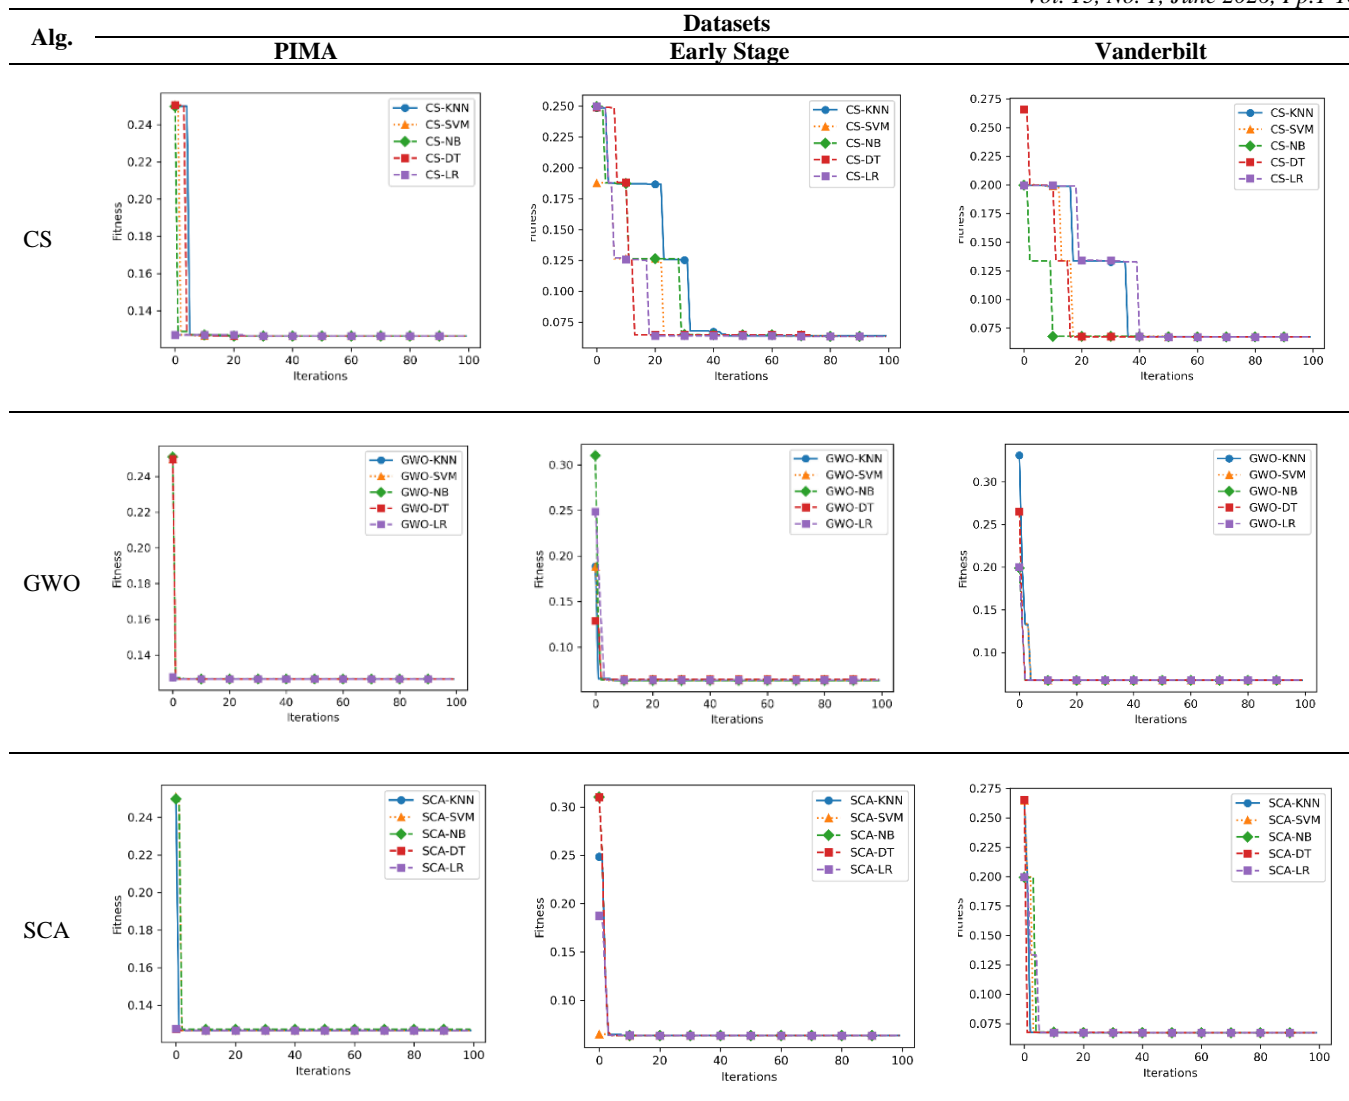 Datasets
Alg.
PIMA Early Stage Vanderbilt
CS
0.24
0.22
0.20
0.18
0.16
0.14
Fitness
0 20 40 60 80 100
Iterations
CS-KNN
CS-SVM
CS-NB
CS-DT
CS-LR
0.250
0.225
0.200
0.175
0.150
0.125
0.100
0.075
0 20 40 60 80 100
Iterations
CS-KNN
CS-SVM
CS-NB
CS-DT
CS-LR
0.275
0.250
0.225
0.200
0.175
0.150
0.125
0.100
0.075
0 20 40 60 80 100
Iterations
CS-KNN
CS-SVM
CS-NB
CS-DT
CS-LR
GWO
0.24
0.22
0.20
0.18
0.16
0.14
Fitness
0 20 40 60 80 100
Iterations
GWO-KNN
GWO-SVM
GWO-NB
GWO-DT
GWO-LR
0.30
0.25
0.20
0.15
0.10
Fitness
0 20 40 60 80 100
Iterations
GWO-KNN
GWO-SVM
GWO-NB
GWO-DT
GWO-LR
0.30
0.25
0.20
0.15
0.10
Fitness
0 20 40 60 80 100
Iterations
GWO-KNN
GWO-SVM
GWO-NB
GWO-DT
GWO-LR
SCA
0.24
0.22
0.20
0.18
0.16
0.14
Fitness
0 20 40 60 80 100
Iterations
SCA-KNN
SCA-SVM
SCA-NB
SCA-DT
SCA-LR
0.30
0.25
0.20
0.15
0.10
Fitness
0 20 40 60 80 100
Iterations
SCA-KNN
SCA-SVM
SCA-NB
SCA-DT
SCA-LR
0.275
0.250
0.225
0.200
0.175
0.150
0.125
0.100
0.075
0 20 40 60 80 100
Iterations
SCA-KNN
SCA-SVM
SCA-NB
SCA-DT
SCA-LR